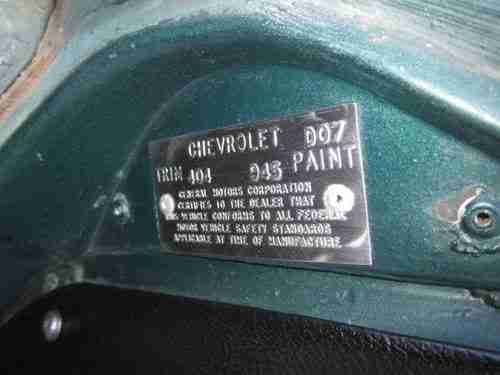 CHEVROLET 007
TRIM 404 945 PAINT
GENERAL MOTORS CORPORATION
CERTIFIES TO THE DEALER THAT
THIS VEHICLE CONFORMS TO ALL FEDERAL
MOTOR VEHICLE SAFETY STANDARDS
APPLICABLE AT TIME OF MANUFACTURE